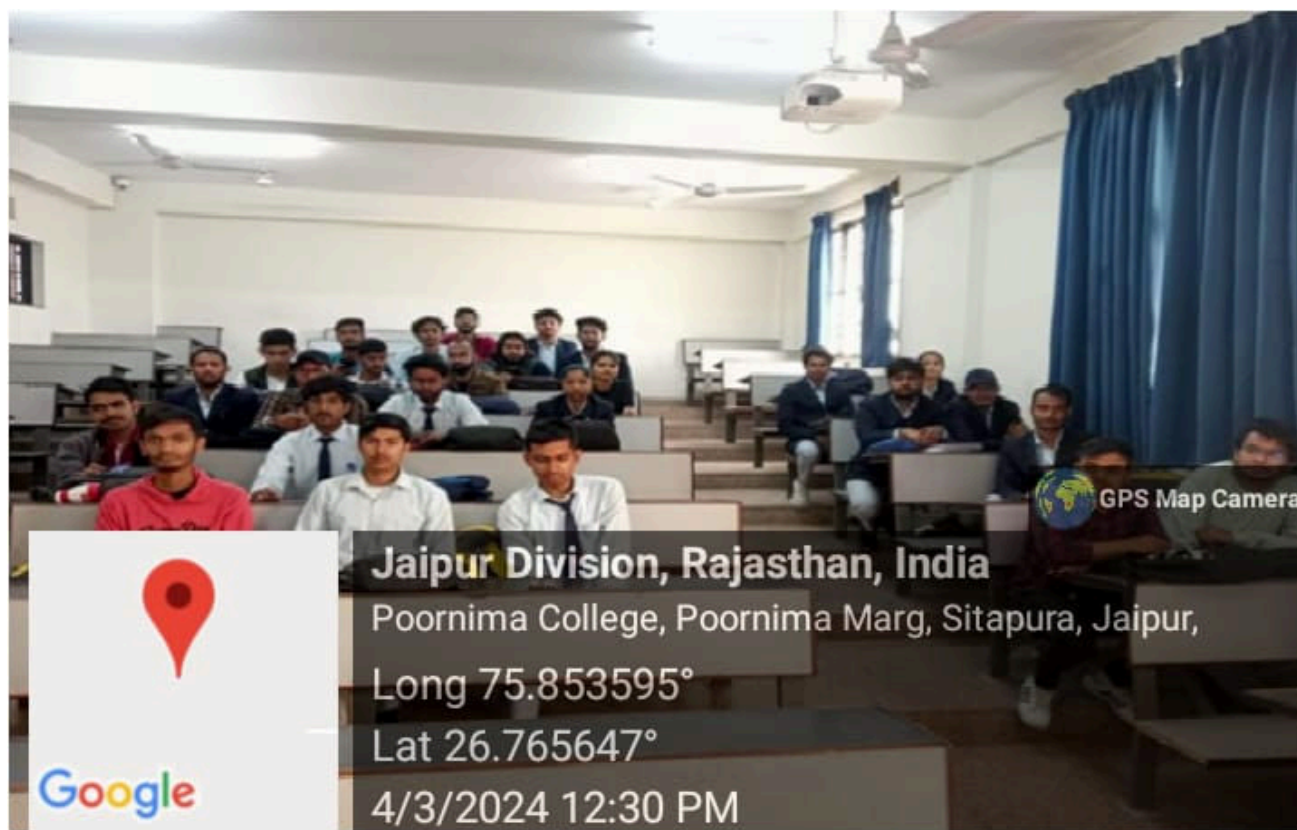 GPS Map Camera
Jaipur Division, Rajasthan, India
Poornima College, Poornima Marg, Sitapura, Jaipur,
Long 75.853595°
Lat 26.765647°
4/3/2024 12:30 PM
Google